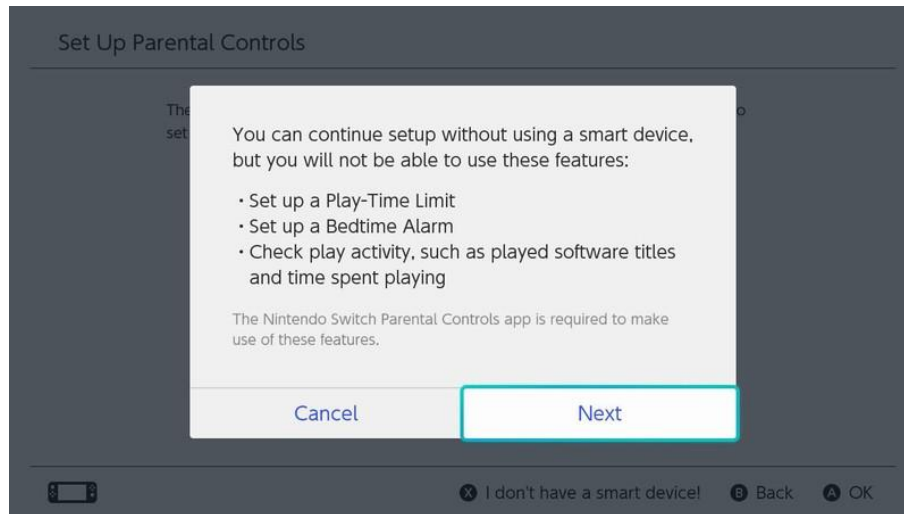 Set Up Parental Controls
The
o
set
You can continue setup without using a smart device,
but you will not be able to use these features:
・Set up a Play-Time Limit
・Set up a Bedtime Alarm
・Check play activity, such as played software titles
and time spent playing
The Nintendo Switch Parental Controls app is required to make
use of these features.
Cancel
Next
X I don't have a smart device!
B Back
A OK